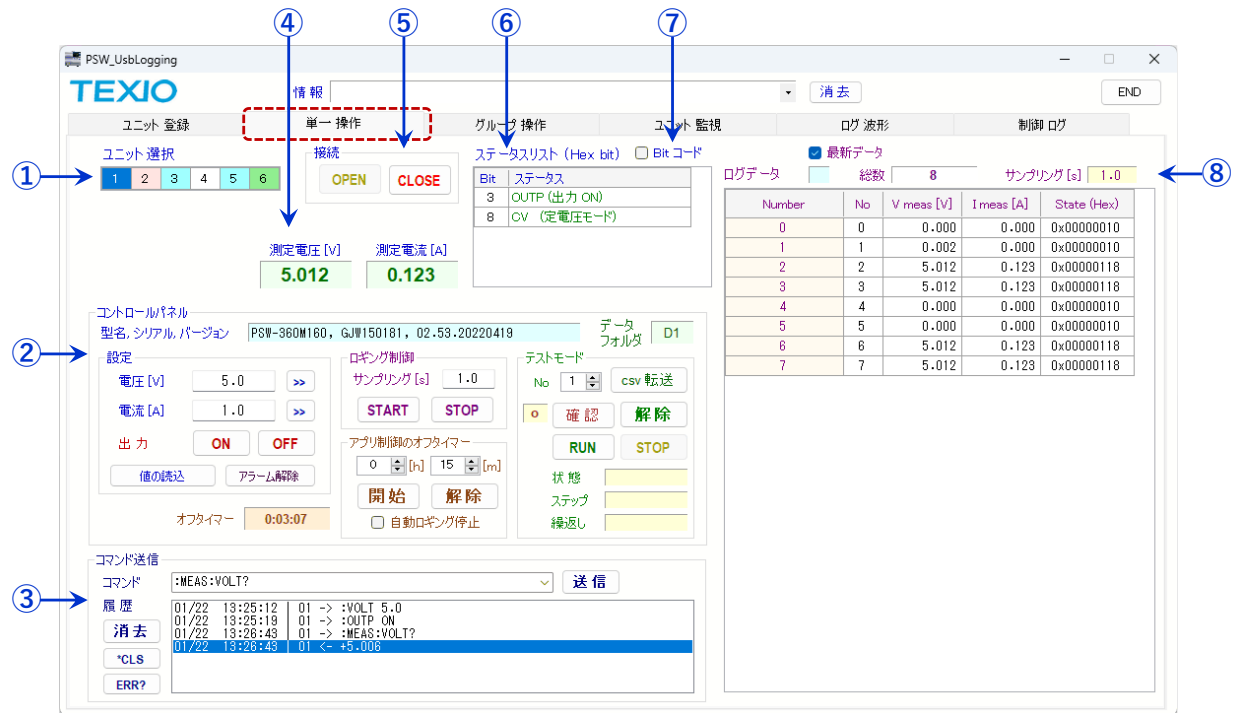 ④ ⑤ ⑥ ⑦
PSW_UsbLogging
TEXIO 情報 消去 END
ユニット 登録 単一 操作 グループ 操作 ユニット 監視 ログ 波形 制御 ログ
ユニット 選択 接続 ステータスリスト (Hex bit) Bit コード 最新データ
① 1 2 3 4 5 6 OPEN CLOSE ログデータ 総数 8 サンプリング [s] 1.0 ⑧
Bit ステータス
3 OUTP (出力 ON)
8 CV (定電圧モード)
測定電圧 [V] 測定電流 [A]
5.012 0.123
Number No V meas [V] I meas [A] State (Hex)
0 0 0.000 0.000 0x00000010
1 1 0.002 0.000 0x00000010
2 2 5.012 0.123 0x00000118
3 3 5.012 0.123 0x00000118
4 4 0.000 0.000 0x00000010
5 5 0.000 0.000 0x00000010
6 6 5.012 0.123 0x00000118
7 7 5.012 0.123 0x00000118
コントロールパネル
型名, シリアル, バージョン PSW-360M160, GJW150181, 02.53.20220419 データ フォルダ D1
②
設定
電圧 [V] 5.0 >>
電流 [A] 1.0 >>
出力 ON OFF
値の読込 アラーム解除
オフタイマー 0:03:07
ロギング制御
サンプリング [s] 1.0
START STOP
アプリ制御のオフタイマー
0 [h] 15 [m]
開始 解除
自動ロギング停止
テストモード
No 1 csv 転送
o 確認 解除
RUN STOP
状態
ステップ
繰返し
コマンド送信
コマンド :MEAS:VOLT? 送信
③
履歴
消去
*CLS
ERR?
01/22 13:25:12 | 01 -> :VOLT 5.0
01/22 13:25:19 | 01 -> :OUTP ON
01/22 13:26:43 | 01 -> :MEAS:VOLT?
01/22 13:26:43 | 01 <- +5.006